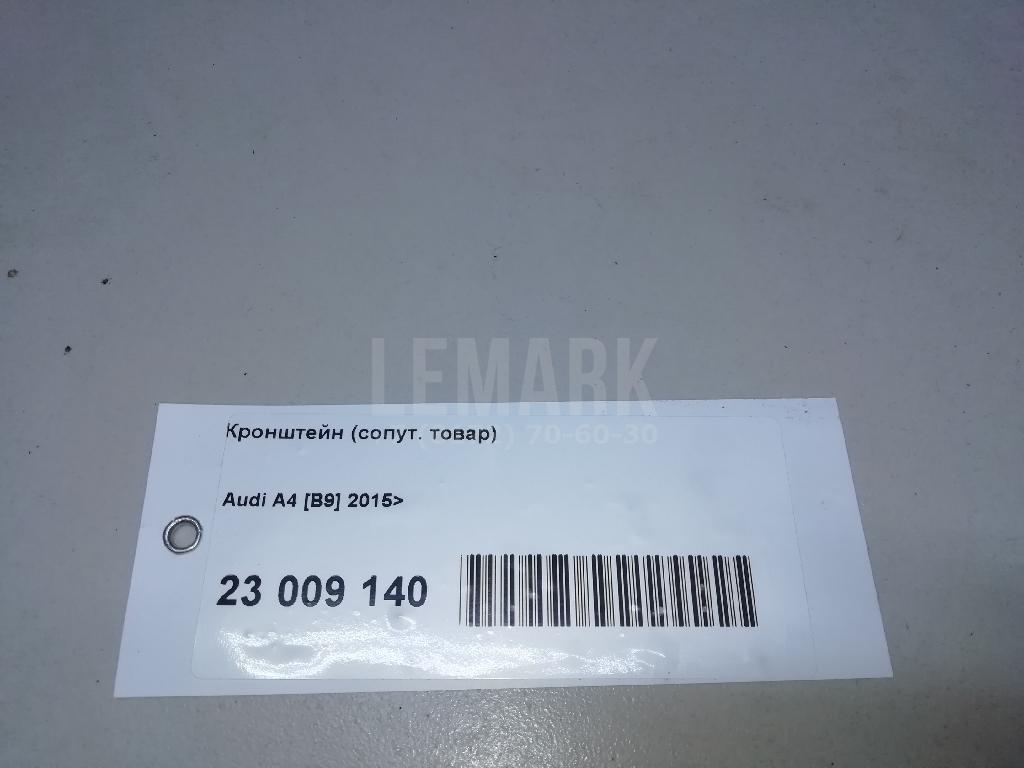 LEMARK
70-60-30
Кронштейн (сопут. товар)
Audi A4 [B9] 2015>
23 009 140